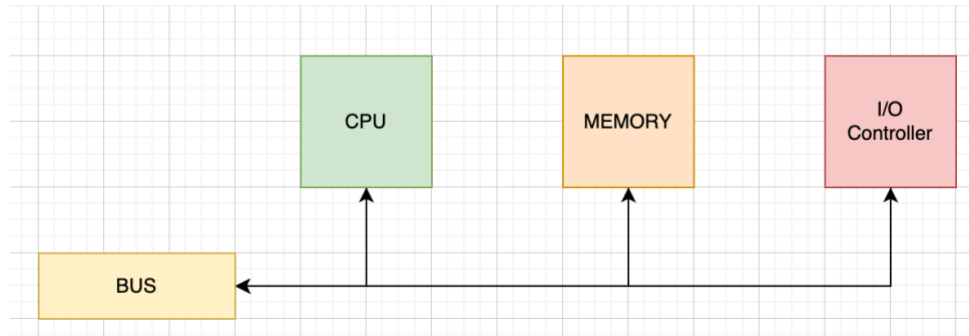 CPU
MEMORY
I/O
Controller
BUS